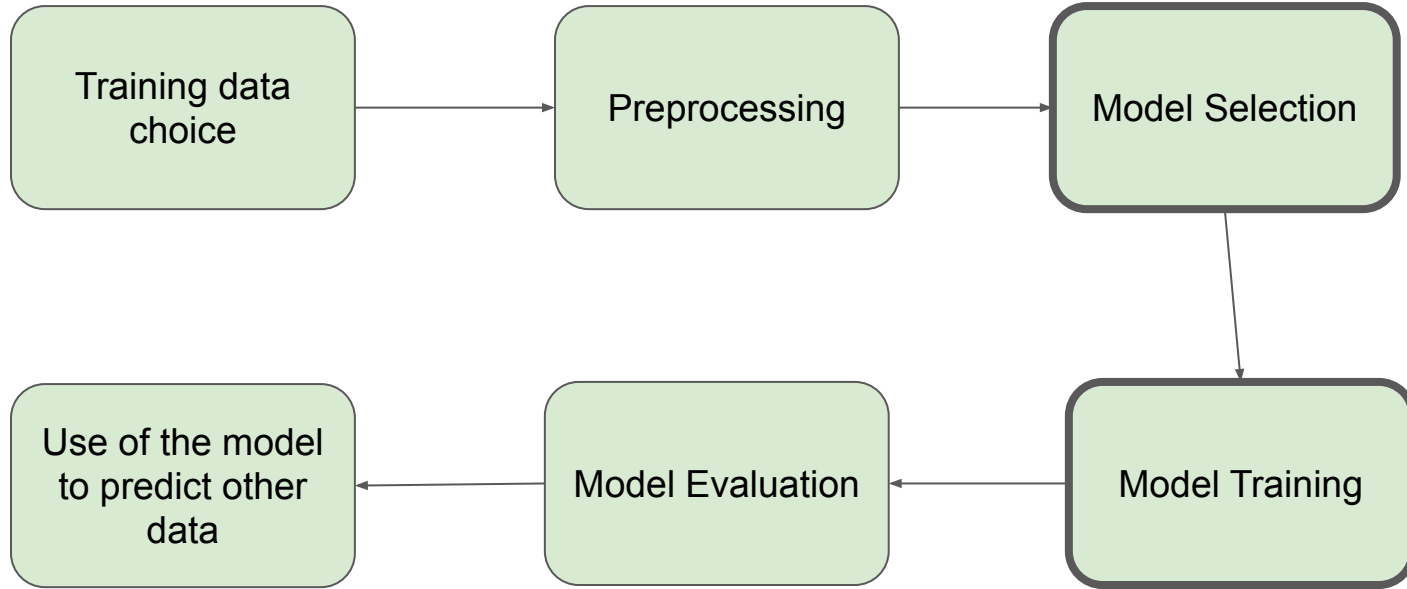 Training data
choice
Preprocessing
Model Selection
Use of the model
to predict other
data
Model Evaluation
Model Training